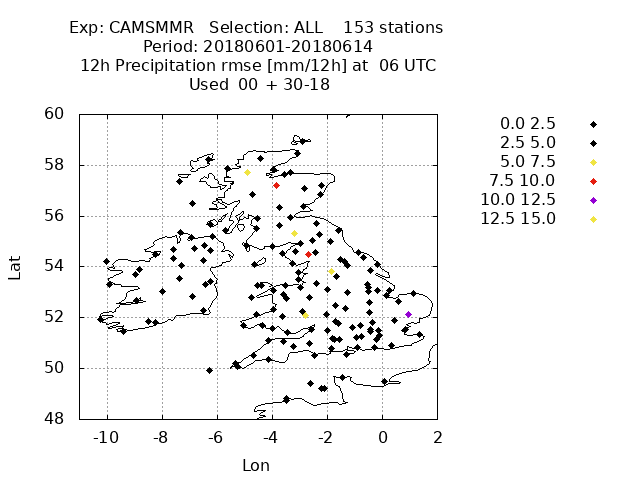 Exp: CAMSMMR   Selection: ALL    153 stations
Period: 20180601-20180614
12h Precipitation rmse [mm/12h] at  06 UTC
Used  00 + 30-18
60
58
56
54
52
50
48
Lat
-10 -8 -6 -4 -2 0 2
Lon
0.0 2.5
2.5 5.0
5.0 7.5
7.5 10.0
10.0 12.5
12.5 15.0